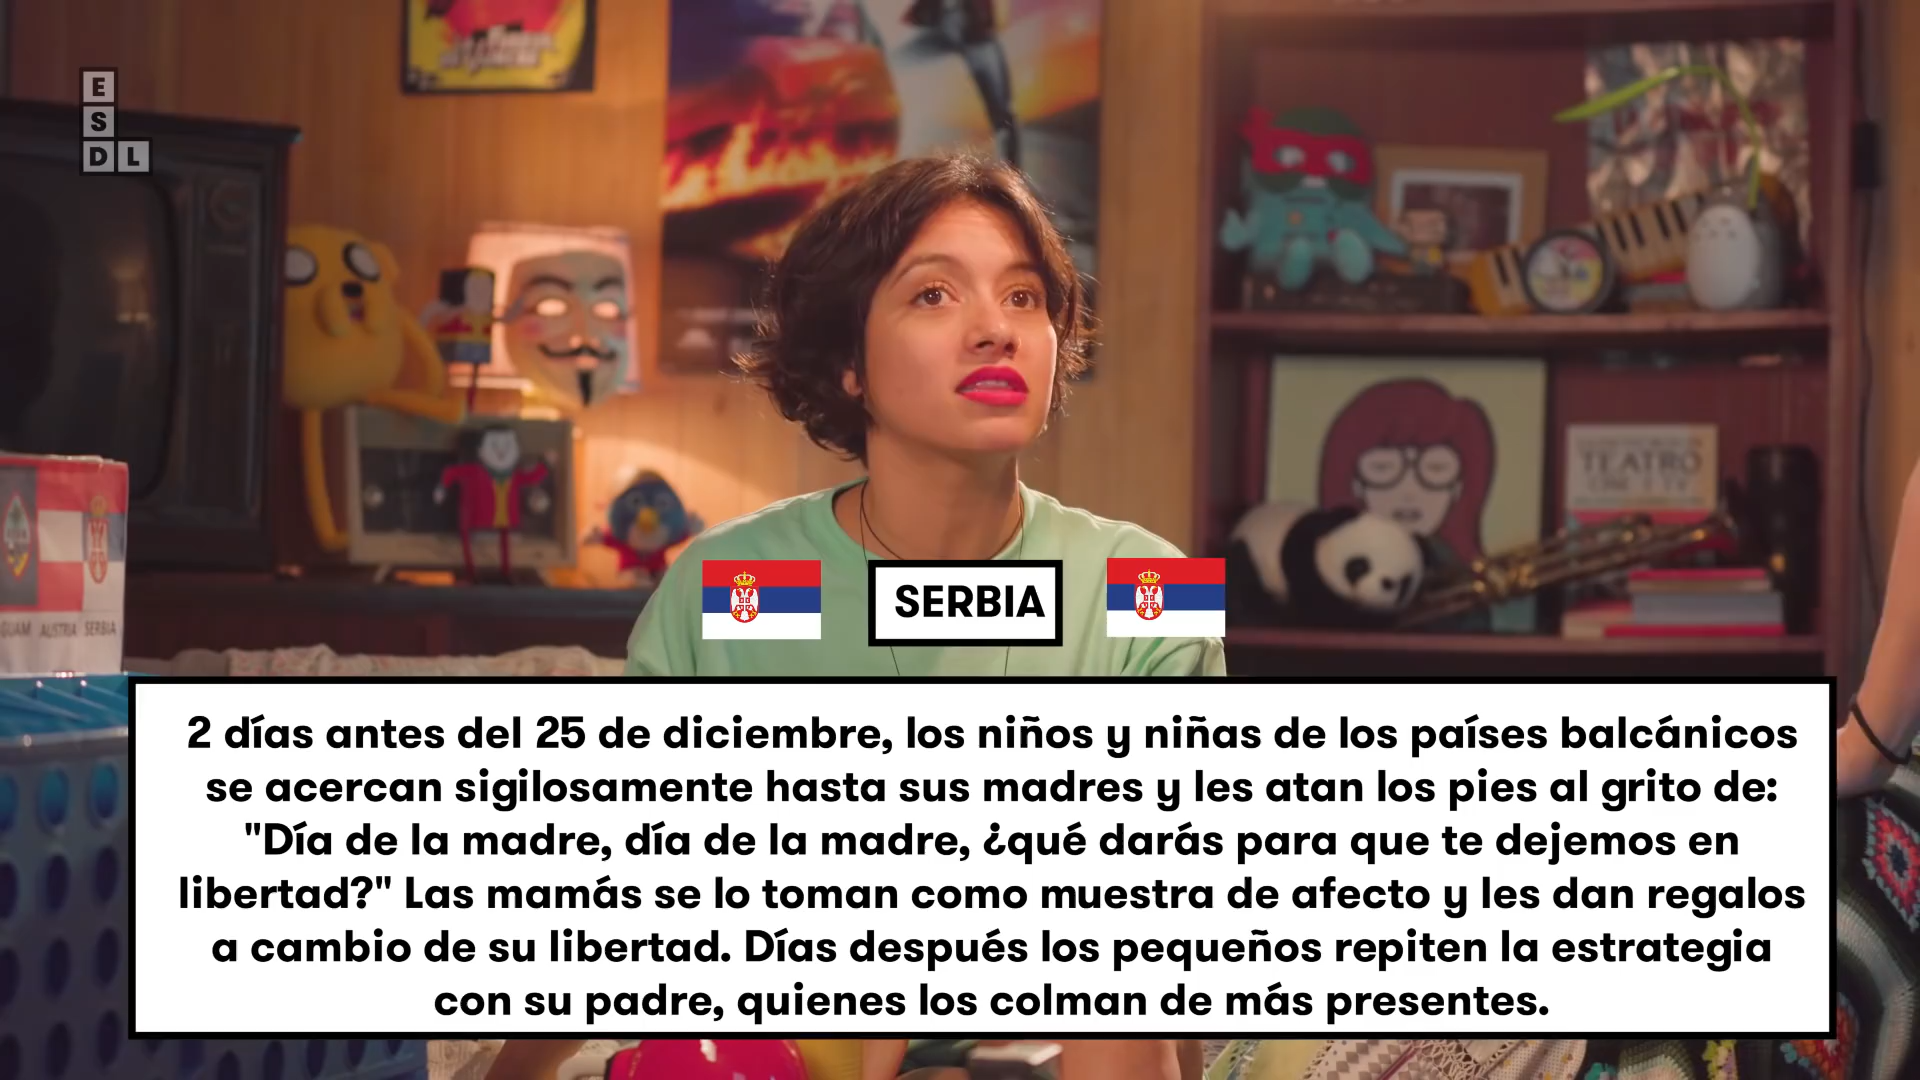 E
S
D L
TEATRO
GUAM AUSTRIA SERBIA
SERBIA
2 días antes del 25 de diciembre, los niños y niñas de los países balcánicos
se acercan sigilosamente hasta sus madres y les atan los pies al grito de:
"Día de la madre, día de la madre, ¿qué darás para que te dejemos en
libertad?" Las mamás se lo toman como muestra de afecto y les dan regalos
a cambio de su libertad. Días después los pequeños repiten la estrategia
con su padre, quienes los colman de más presentes.